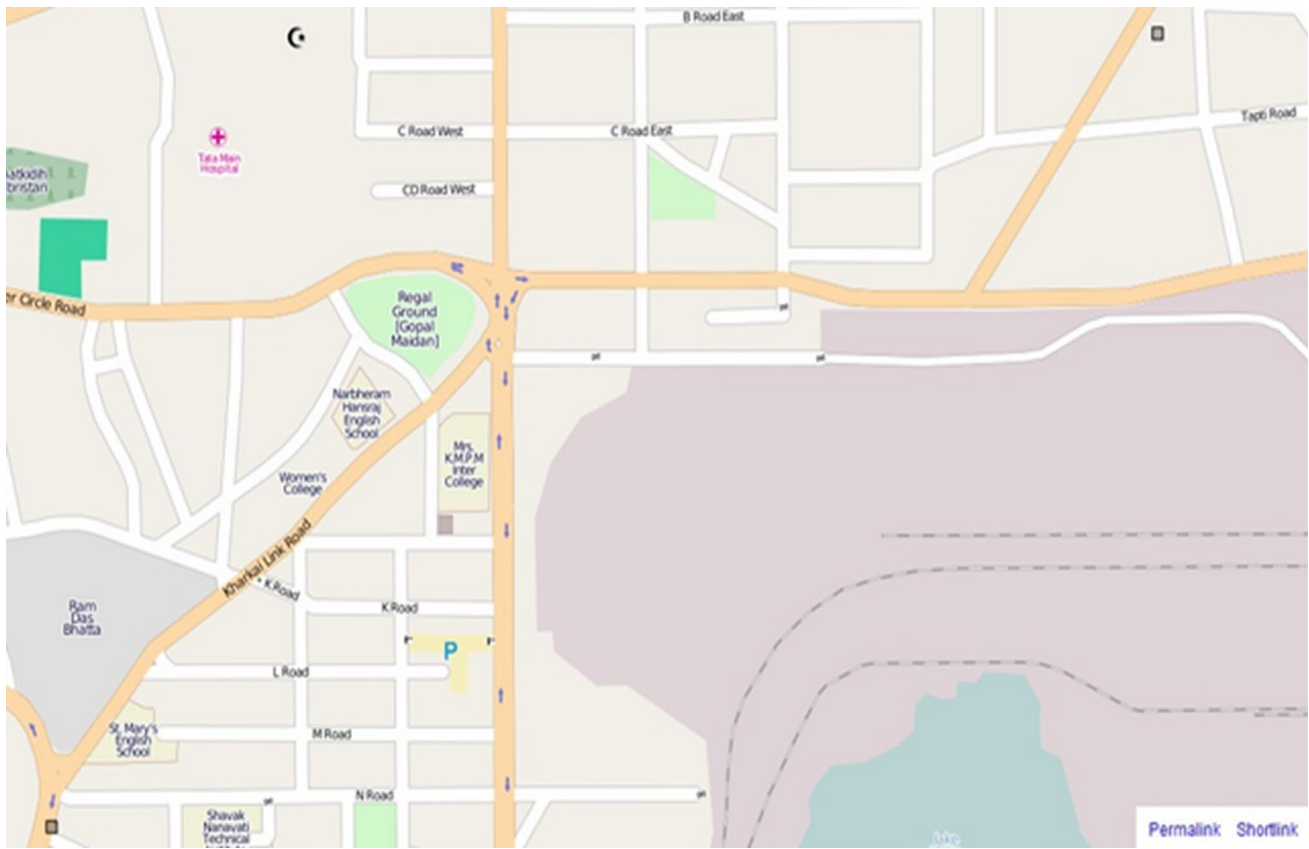 B Road East
Tapti Road
C Road West
C Road East
Tata Main
Hospital
CD Road West
er Circle Road
Regal
Ground
[Gopal
Maidan]
Narbheram
Hansraj
English
School
Mrs.
K.M.P.M
Inter
College
Women's
College
Kharkai Link Road
K Road
K Road
Ram
Das
Bhatta
P
L Road
St. Mary's
English
School
M Road
N Road
Shavak
Nanavati
Technical
Permalink Shortlink